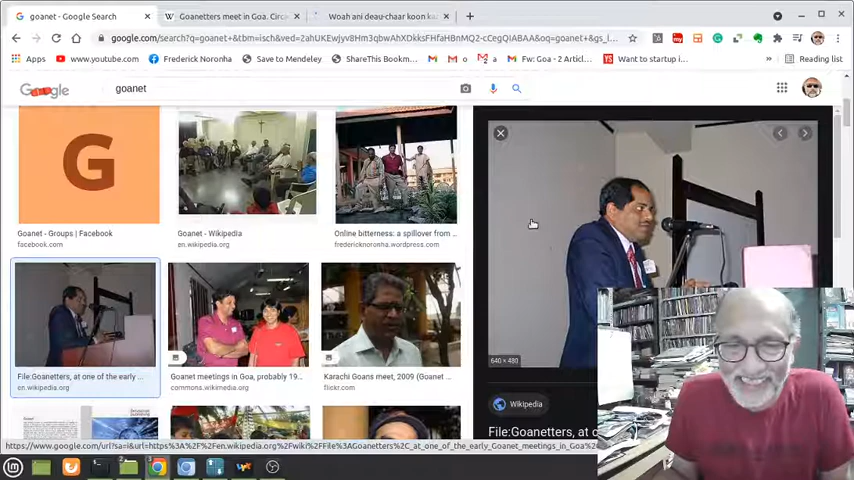 goanet - Google Search
Goanetters meet in Goa. Circa
Woah ani deau-chaar koon ka
google.com/search?q=goanet+&tbm=isch&ved=2ahUKEwjyv8Hm3qbwAhXDkksFHfaHBnMQ2-cCegQIABAA&oq=goanet+&gs_l
www.youtube.com
Frederick Noronha
Save to Mendeley
ShareThis Bookm...
o
2
Fw: Goa - 2 Articl...
Want to startup i...
Reading list
Google
goanet
G
Goanet - Groups | Facebook
facebook.com
Goanet - Wikipedia
en.wikipedia.org
Online bitterness: a spillover from ...
fredericknoronha.wordpress.com
File:Goanetters, at one of the early ...
en.wikipedia.org
Goanet meetings in Goa, probably 19...
commons.wikimedia.org
Karachi Goans meet, 2009 (Goanet ...
flickr.com
640 × 480
Wikipedia
File:Goanetters, at o
https://www.google.com/url?sa=i&url=https%3A%2F%2Fen.wikipedia.org%2Fwiki%2FFile%3AGoanetters%2C_at_one_of_the_early_Goanet_meetings_in_Goa%